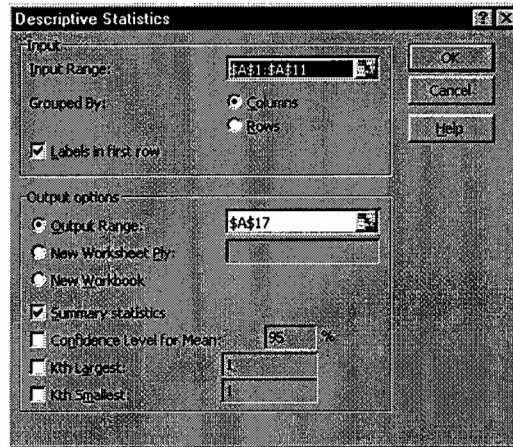 Descriptive Statistics
Input
Input Range: $A$1:$A$11
OK
Grouped By: Columns
Cancel
Rows
Help
Labels in first row
Output options
Output Range: $A$17
New Worksheet Ply:
New Workbook
Summary statistics
Confidence Level for Mean: 95 %
Kth Largest: 1
Kth Smallest: 1